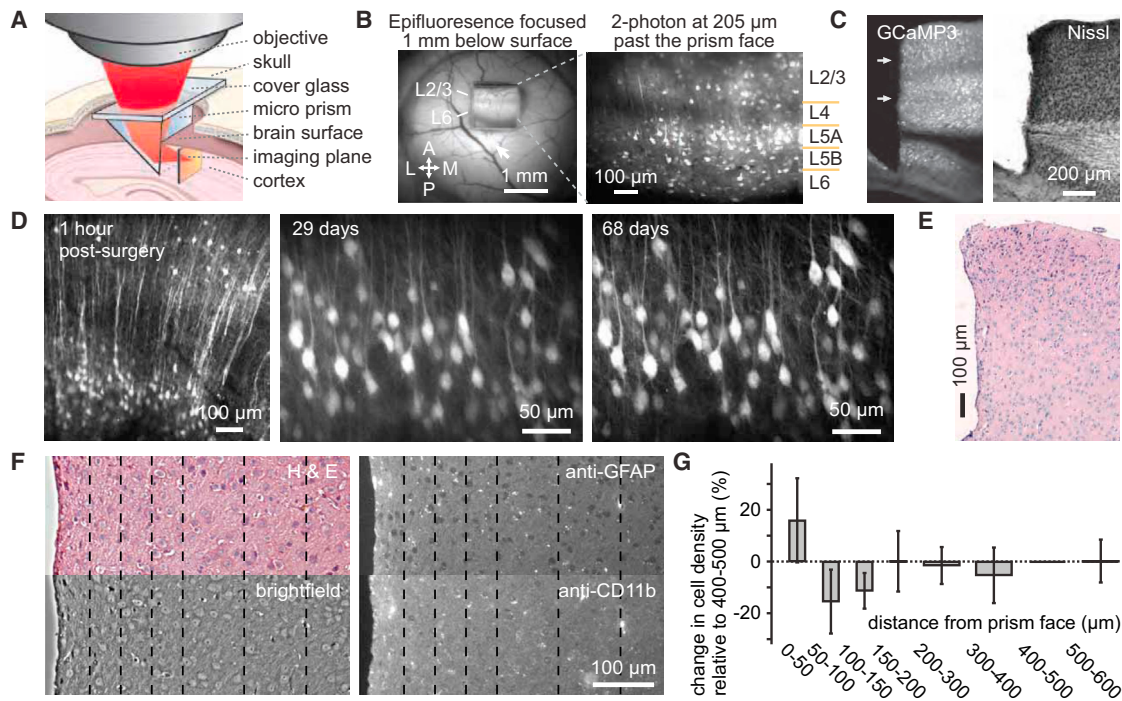 A
objective
skull
cover glass
micro prism
brain surface
imaging plane
cortex
B
Epifluoresence focused
1 mm below surface
L2/3
L6
A
L M
P
1 mm
2-photon at 205 µm
past the prism face
100 µm
L2/3
L4
L5A
L5B
L6
C
GCaMP3
Nissl
200 µm
D
1 hour
post-surgery
100 µm
29 days
50 µm
68 days
50 µm
E
100 µm
F
H & E
brightfield
anti-GFAP
anti-CD11b
100 µm
G
change in cell density
relative to 400-500 µm (%)
20
0
-20
distance from prism face (µm)
0-50
50-100
100-150
150-200
200-300
300-400
400-500
500-600